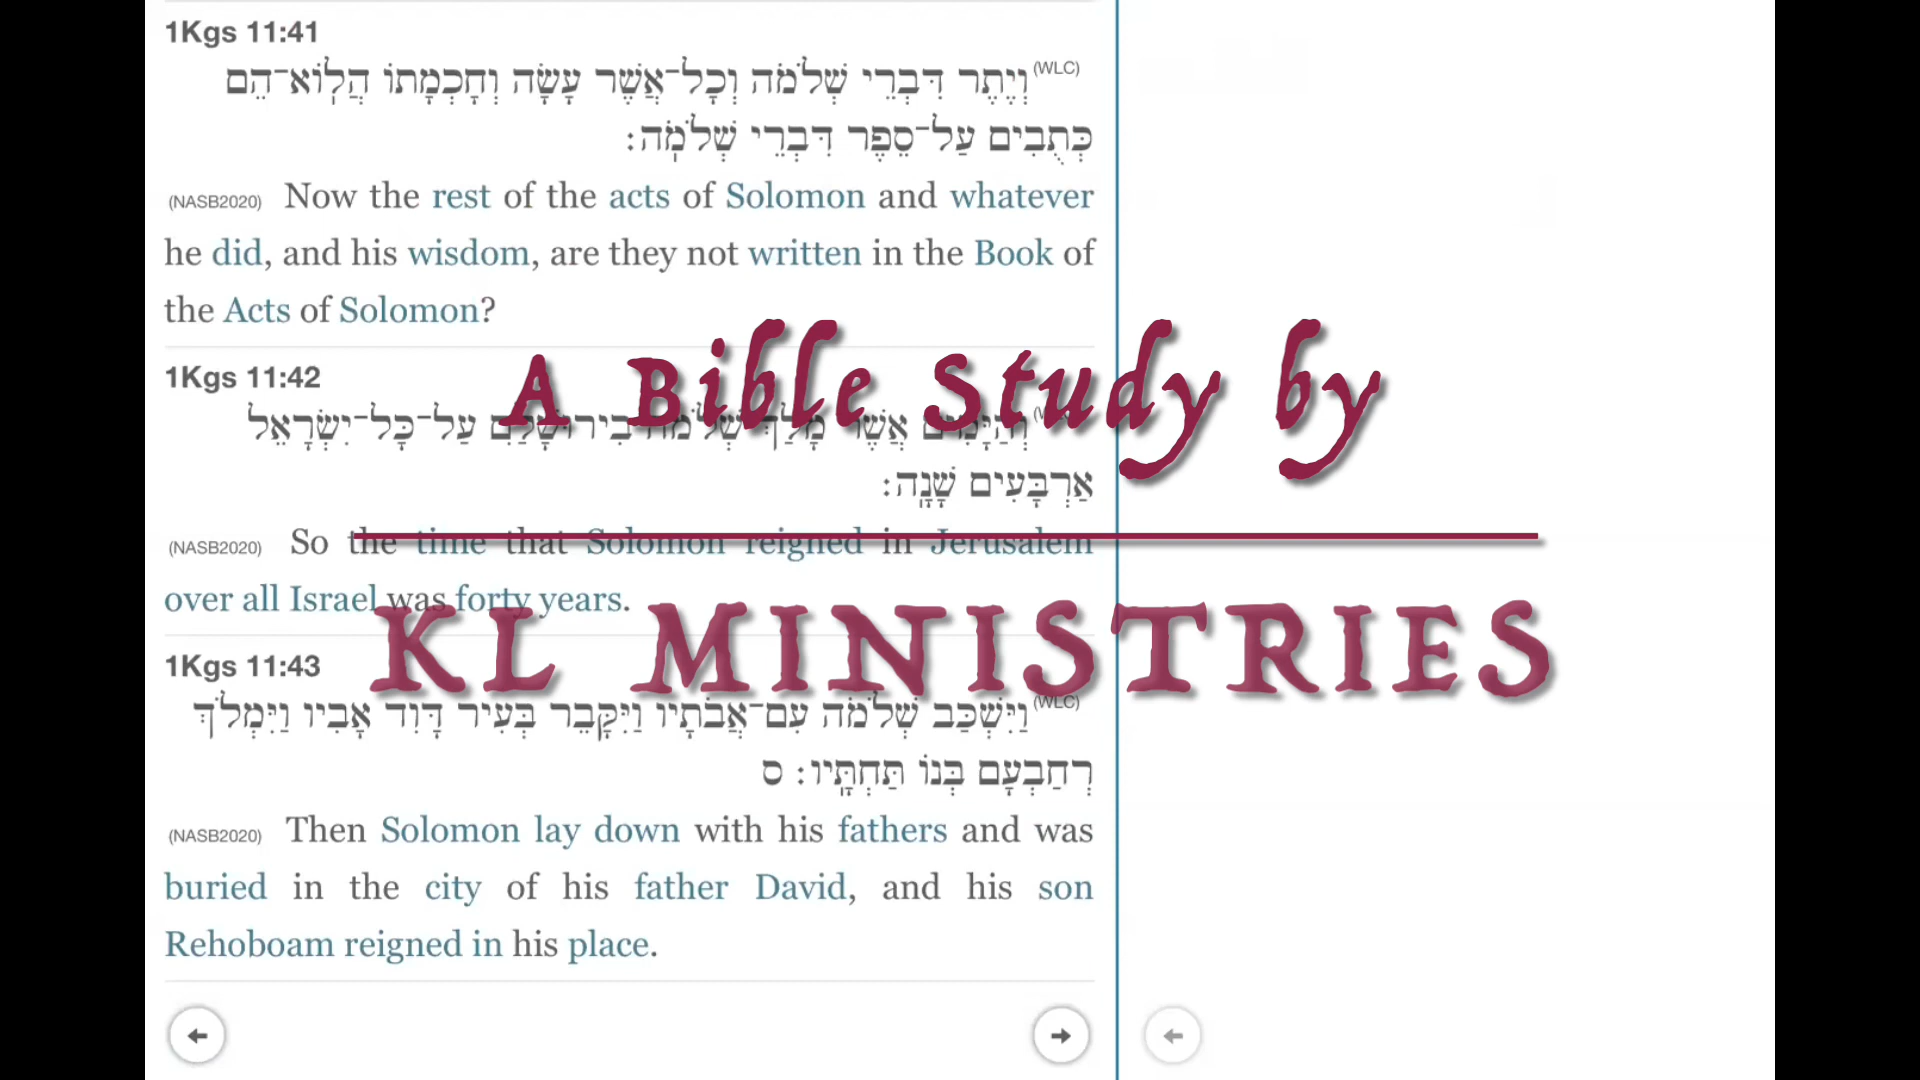 1Kgs 11:41
(WLC) וְיֶתֶר דִּבְרֵי שְׁלֹמֹה וְכָל־אֲשֶׁר עָשָׂה וְחָכְמָתוֹ הֲלֽוֹא־הֵם
כְּתֻבִים עַל־סֵפֶר דִּבְרֵי שְׁלֹמֹֽה׃
(NASB2020) Now the rest of the acts of Solomon and whatever
he did, and his wisdom, are they not written in the Book of
the Acts of Solomon?
A Bible Study by
1Kgs 11:42
וְהַיָּמִים אֲשֶׁר מָלַךְ שְׁלֹמֹה בִירוּשָׁלִַם עַל־כָּל־יִשְׂרָאֵל
אַרְבָּעִים שָׁנָֽה׃
(NASB2020) So the time that Solomon reigned in Jerusalem
over all Israel was forty years.
KL MINISTRIES
1Kgs 11:43
(WLC) וַיִּשְׁכַּב שְׁלֹמֹה עִם־אֲבֹתָיו וַיִּקָּבֵר בְּעִיר דָּוִד אָבִיו וַיִּמְלֹךְ
רְחַבְעָם בְּנוֹ תַּחְתָּֽיו׃ ס
(NASB2020) Then Solomon lay down with his fathers and was
buried in the city of his father David, and his son
Rehoboam reigned in his place.